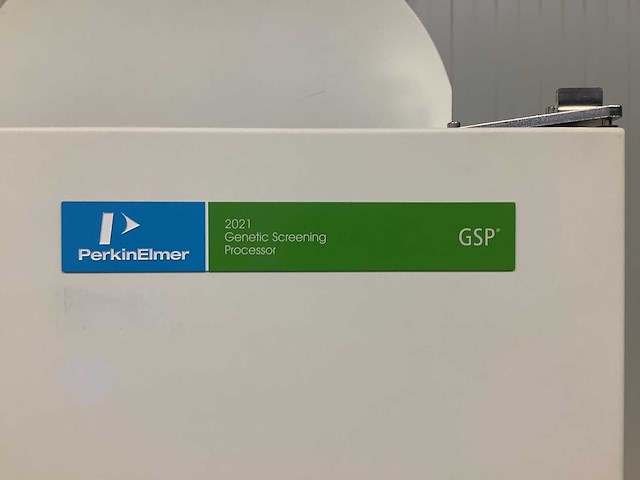 PerkinElmer
2021
Genetic Screening
Processor
GSP®